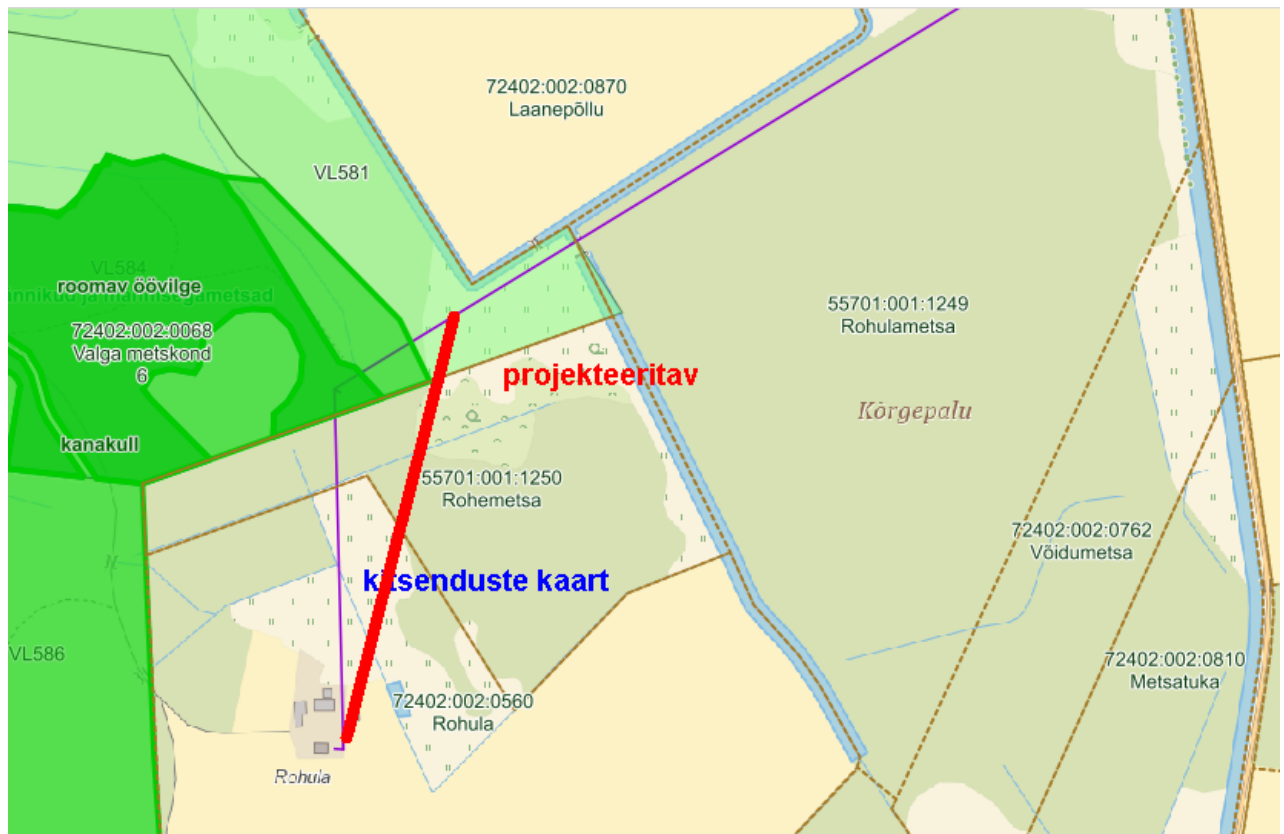 72402:002:0870
Laanepõllu
VL581
VL584
roomav öövilge
72402:002:0068
Valga metskond
6
55701:001:1249
Rohulametsa
projekteeritav
Kõrgepalu
kanakull
55701:001:1250
Rohemetsa
72402:002:0762
Võidumetsa
kitsenduste kaart
VL586
72402:002:0810
Metsatuka
72402:002:0560
Rohula
Rohula